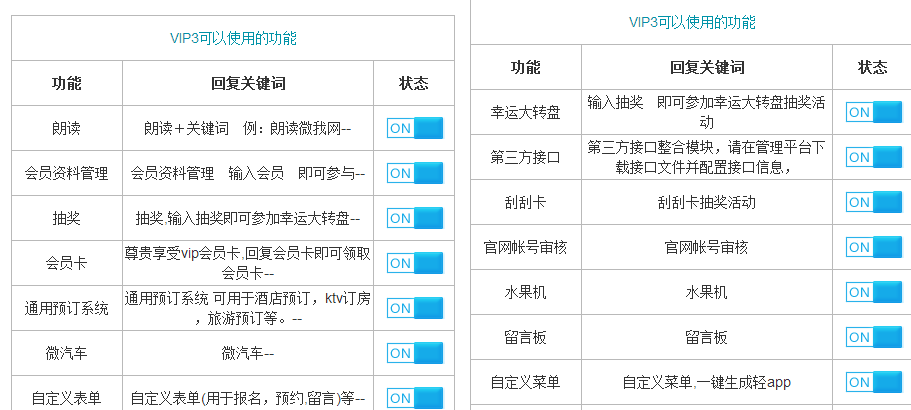 VIP3可以使用的功能
功能 回复关键词 状态
朗读 朗读＋关键词 例：朗读微我网-- ON
会员资料管理 会员资料管理 输入会员 即可参与-- ON
抽奖 抽奖,输入抽奖即可参加幸运大转盘-- ON
会员卡 尊贵享受vip会员卡,回复会员卡即可领取
会员卡-- ON
通用预订系统 通用预订系统 可用于酒店预订，ktv订房
，旅游预订等。-- ON
微汽车 微汽车-- ON
自定义表单 自定义表单(用于报名，预约,留言)等-- ON
VIP3可以使用的功能
功能 回复关键词 状态
幸运大转盘 输入抽奖 即可参加幸运大转盘抽奖活
动 ON
第三方接口 第三方接口整合模块，请在管理平台下
载接口文件并配置接口信息， ON
刮刮卡 刮刮卡抽奖活动 ON
官网帐号审核 官网帐号审核 ON
水果机 水果机 ON
留言板 留言板 ON
自定义菜单 自定义菜单,一键生成轻app ON